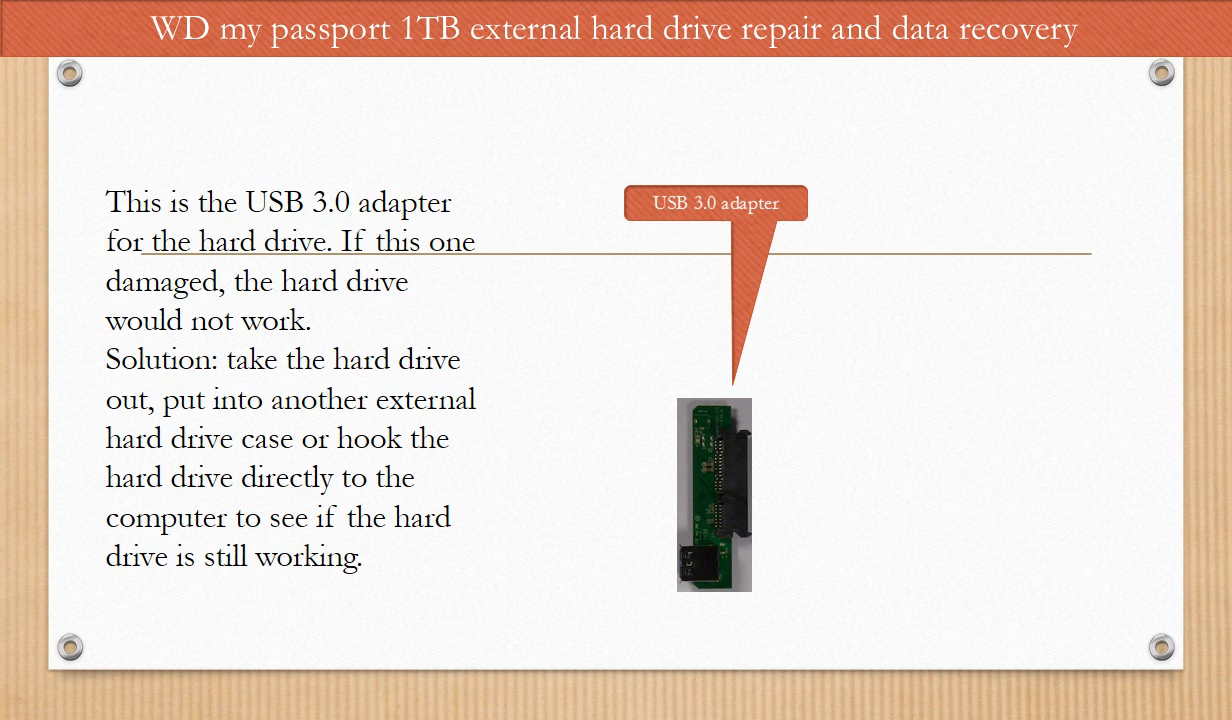 WD my passport 1TB external hard drive repair and data recovery
This is the USB 3.0 adapter
for the hard drive. If this one
damaged, the hard drive
would not work.
Solution: take the hard drive
out, put into another external
hard drive case or hook the
hard drive directly to the
computer to see if the hard
drive is still working.
USB 3.0 adapter